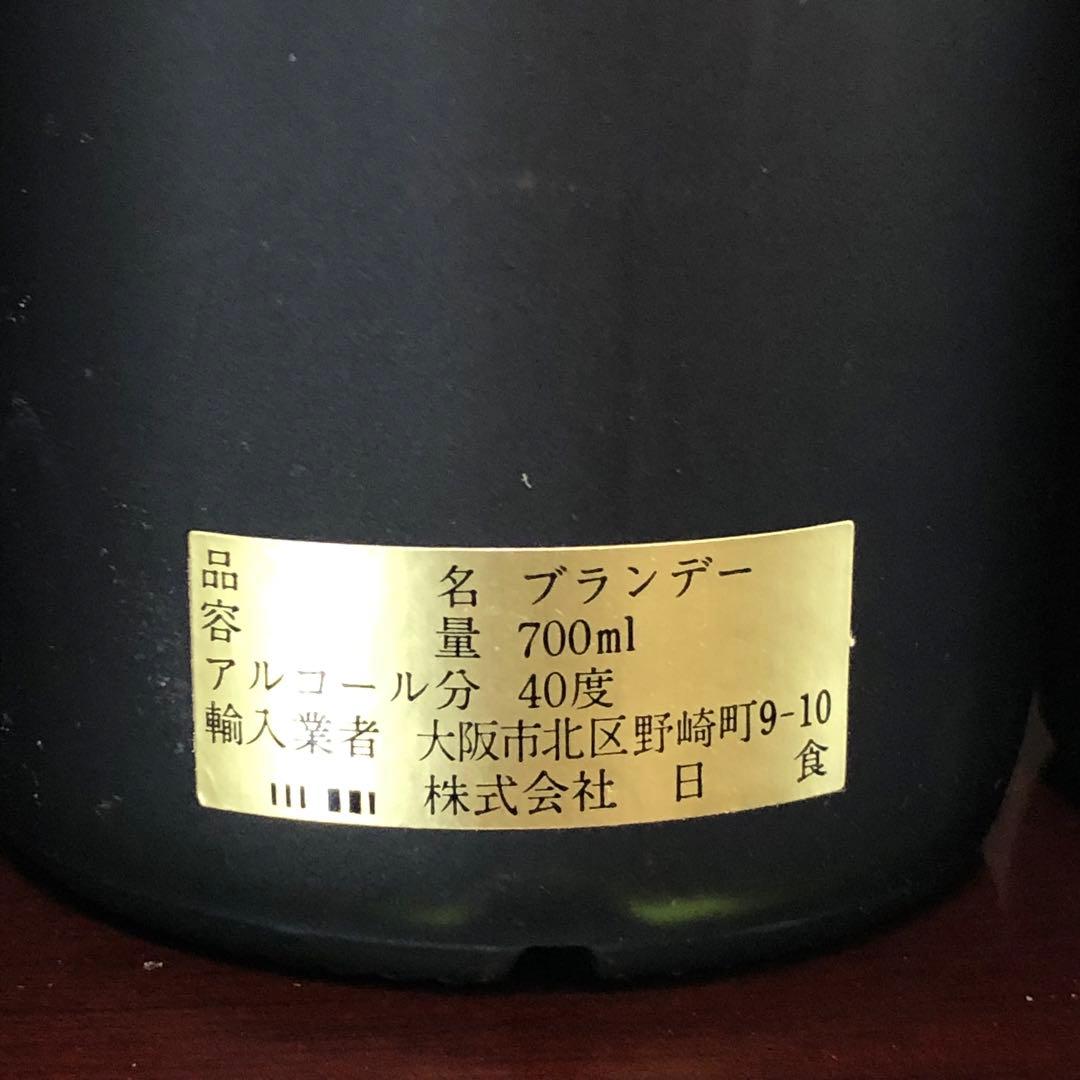 品名 ブランデー
容量 700ml
アルコール分 40度
輸入業者 大阪市北区野崎町9-10
株式会社 日食